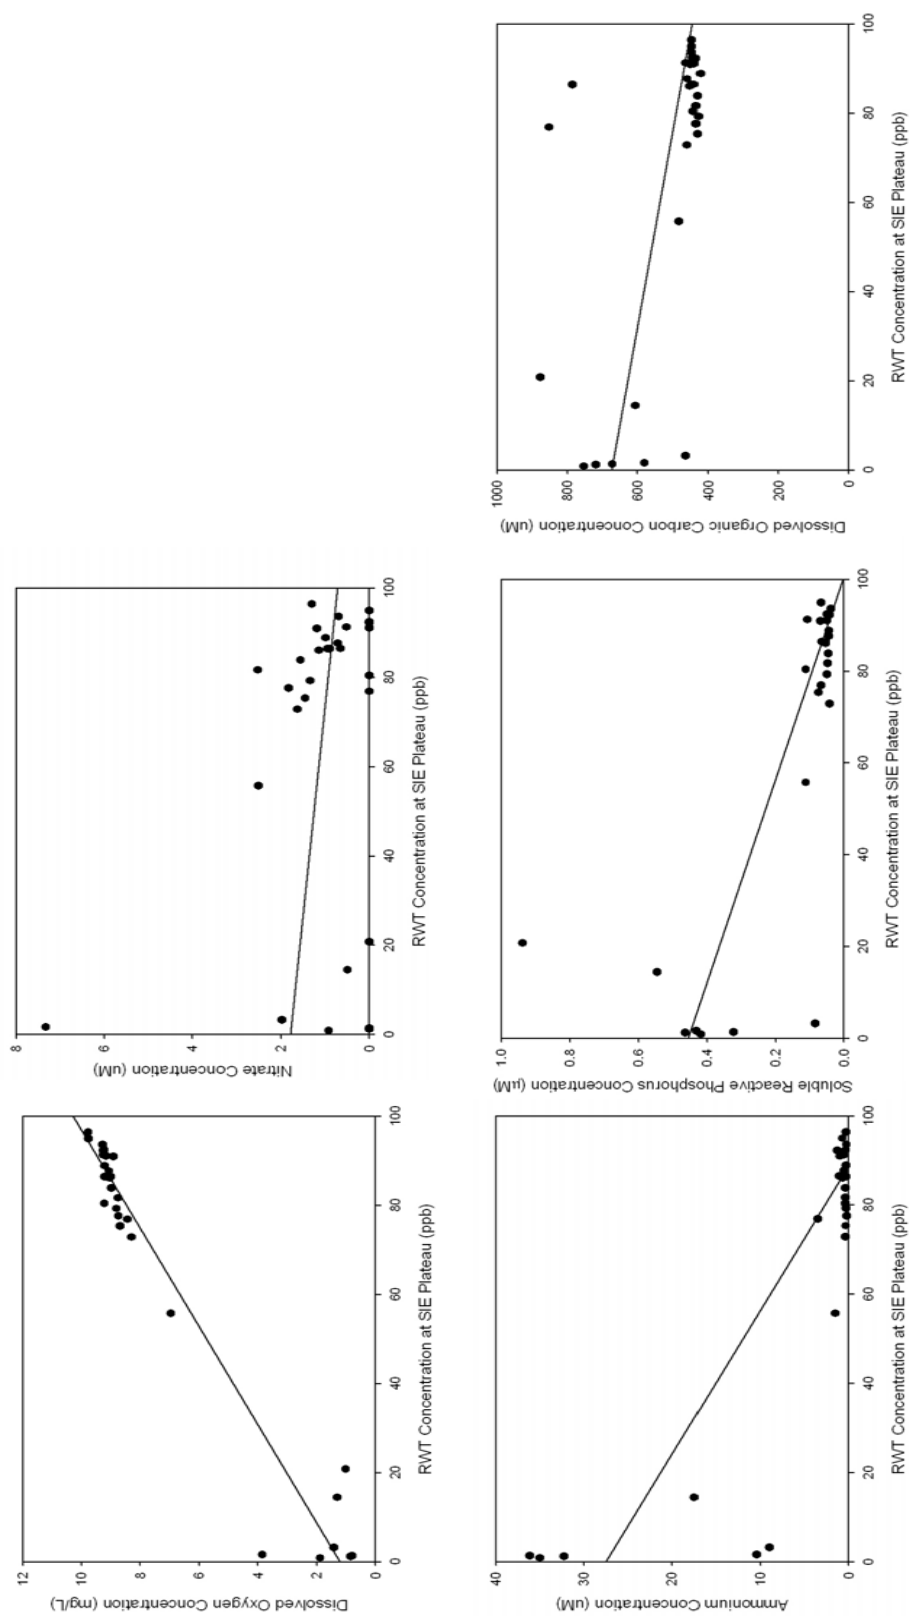 Dissolved Oxygen Concentration (mg/L)
12
10
8
6
4
2
0
0 20 40 60 80 100
RWT Concentration at SIE Plateau (ppb)
Nitrate Concentration (uM)
8
6
4
2
0
0 20 40 60 80 100
RWT Concentration at SIE Plateau (ppb)
Ammonium Concentration (uM)
40
30
20
10
0
0 20 40 60 80 100
RWT Concentration at SIE Plateau (ppb)
Soluble Reactive Phosphorus Concentration (µM)
1.0
0.8
0.6
0.4
0.2
0.0
0 20 40 60 80 100
RWT Concentration at SIE Plateau (ppb)
Dissolved Organic Carbon Concentration (uM)
1000
800
600
400
200
0
0 20 40 60 80 100
RWT Concentration at SIE Plateau (ppb)